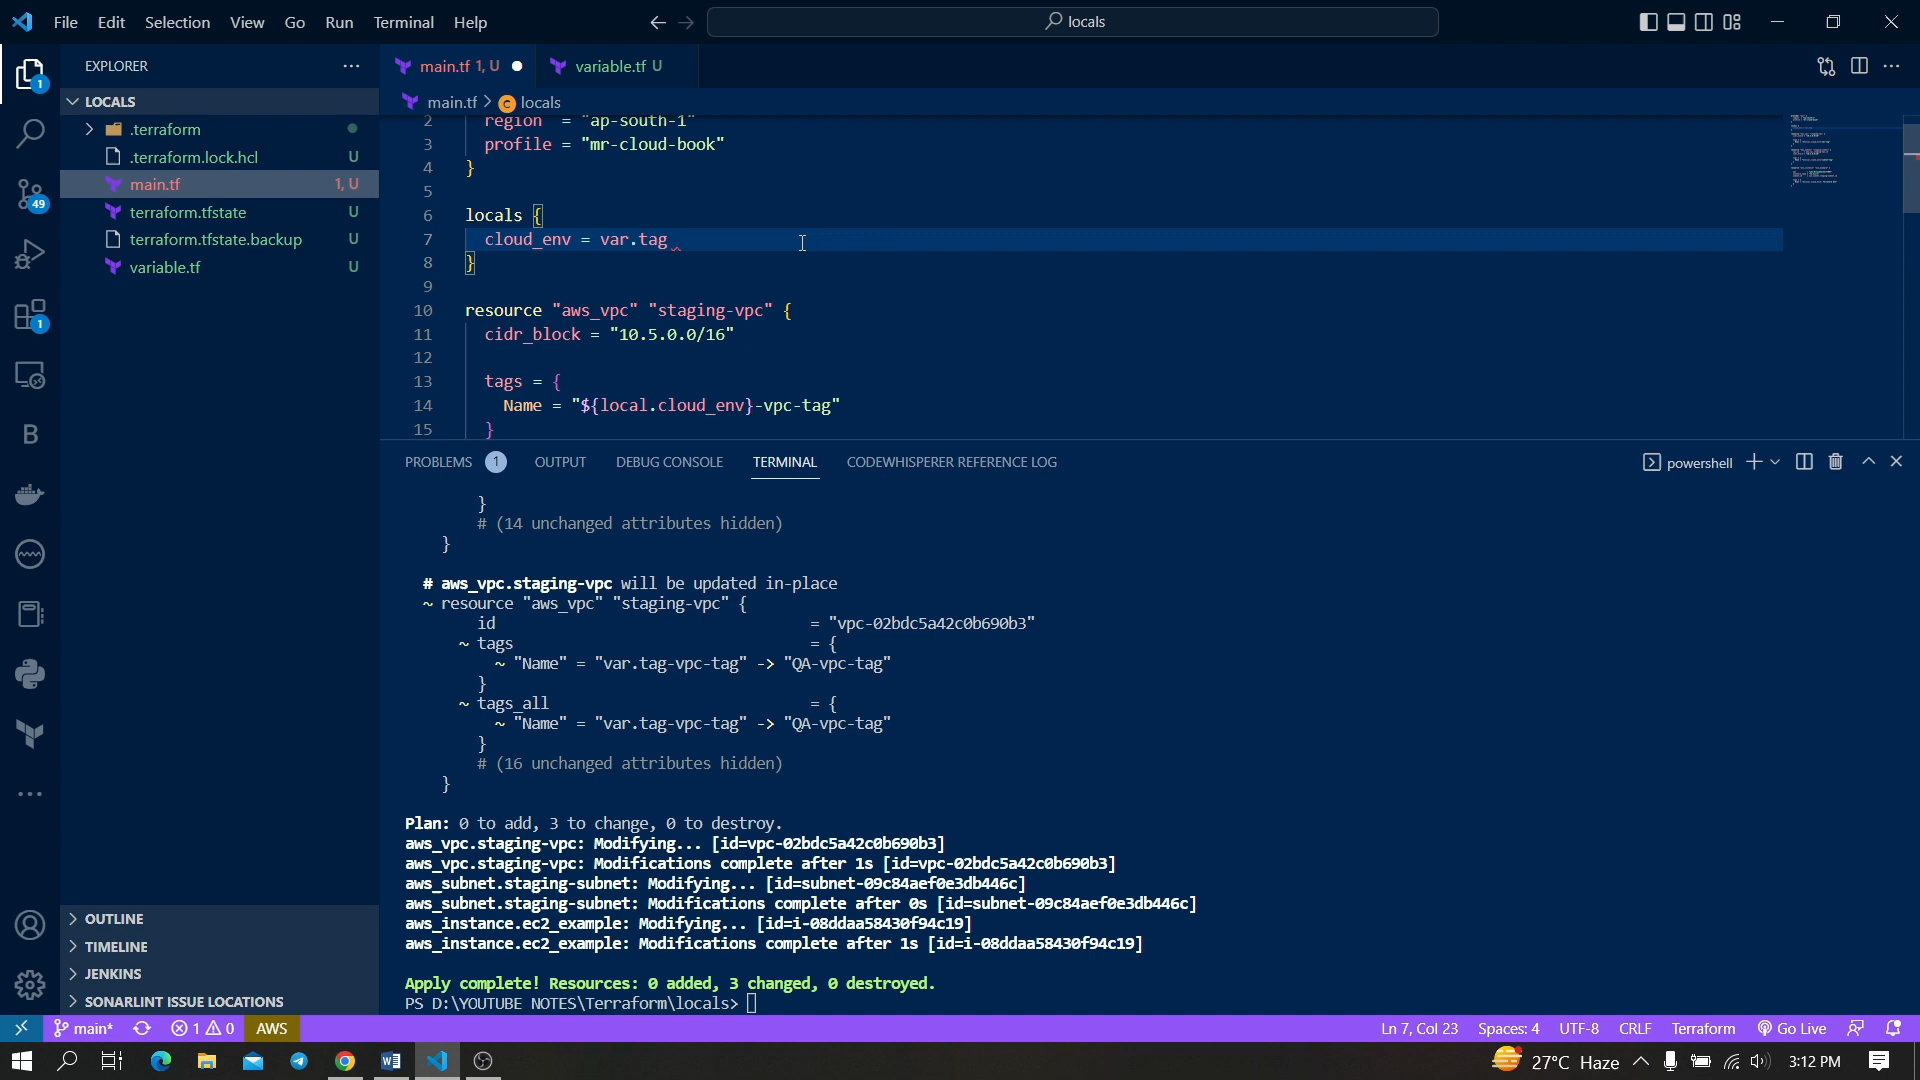 File Edit Selection View Go Run Terminal Help
locals
EXPLORER
main.tf 1, U
variable.tf U
LOCALS
main.tf > locals
.terraform
.terraform.lock.hcl U
main.tf 1, U
terraform.tfstate U
terraform.tfstate.backup U
variable.tf U
1
49
1
B
2 region = "ap-south-1"
3 profile = "mr-cloud-book"
4 }
5
6 locals {
7 cloud_env = var.tag
8 }
9
10 resource "aws_vpc" "staging-vpc" {
11 cidr_block = "10.5.0.0/16"
12
13 tags = {
14 Name = "${local.cloud_env}-vpc-tag"
15 }
PROBLEMS 1 OUTPUT DEBUG CONSOLE TERMINAL CODEWHISPERER REFERENCE LOG
powershell
}
# (14 unchanged attributes hidden)
}
# aws_vpc.staging-vpc will be updated in-place
~ resource "aws_vpc" "staging-vpc" {
id = "vpc-02bdc5a42c0b690b3"
~ tags = {
~ "Name" = "var.tag-vpc-tag" -> "QA-vpc-tag"
}
~ tags_all = {
~ "Name" = "var.tag-vpc-tag" -> "QA-vpc-tag"
}
# (16 unchanged attributes hidden)
}
Plan: 0 to add, 3 to change, 0 to destroy.
aws_vpc.staging-vpc: Modifying... [id=vpc-02bdc5a42c0b690b3]
aws_vpc.staging-vpc: Modifications complete after 1s [id=vpc-02bdc5a42c0b690b3]
aws_subnet.staging-subnet: Modifying... [id=subnet-09c84aef0e3db446c]
aws_subnet.staging-subnet: Modifications complete after 0s [id=subnet-09c84aef0e3db446c]
aws_instance.ec2_example: Modifying... [id=i-08ddaa58430f94c19]
aws_instance.ec2_example: Modifications complete after 1s [id=i-08ddaa58430f94c19]
Apply complete! Resources: 0 added, 3 changed, 0 destroyed.
PS D:\YOUTUBE NOTES\Terraform\locals>
OUTLINE
TIMELINE
JENKINS
SONARLINT ISSUE LOCATIONS
main* 1 0 AWS
Ln 7, Col 23 Spaces: 4 UTF-8 CRLF Terraform Go Live
27°C Haze 3:12 PM